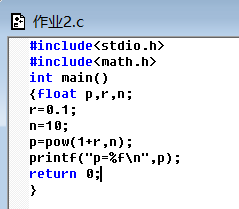 作业2.c
#include<stdio.h>
#include<math.h>
int main()
{float p,r,n;
r=0.1;
n=10;
p=pow(1+r,n);
printf("p=%f\n",p);
return 0;
}